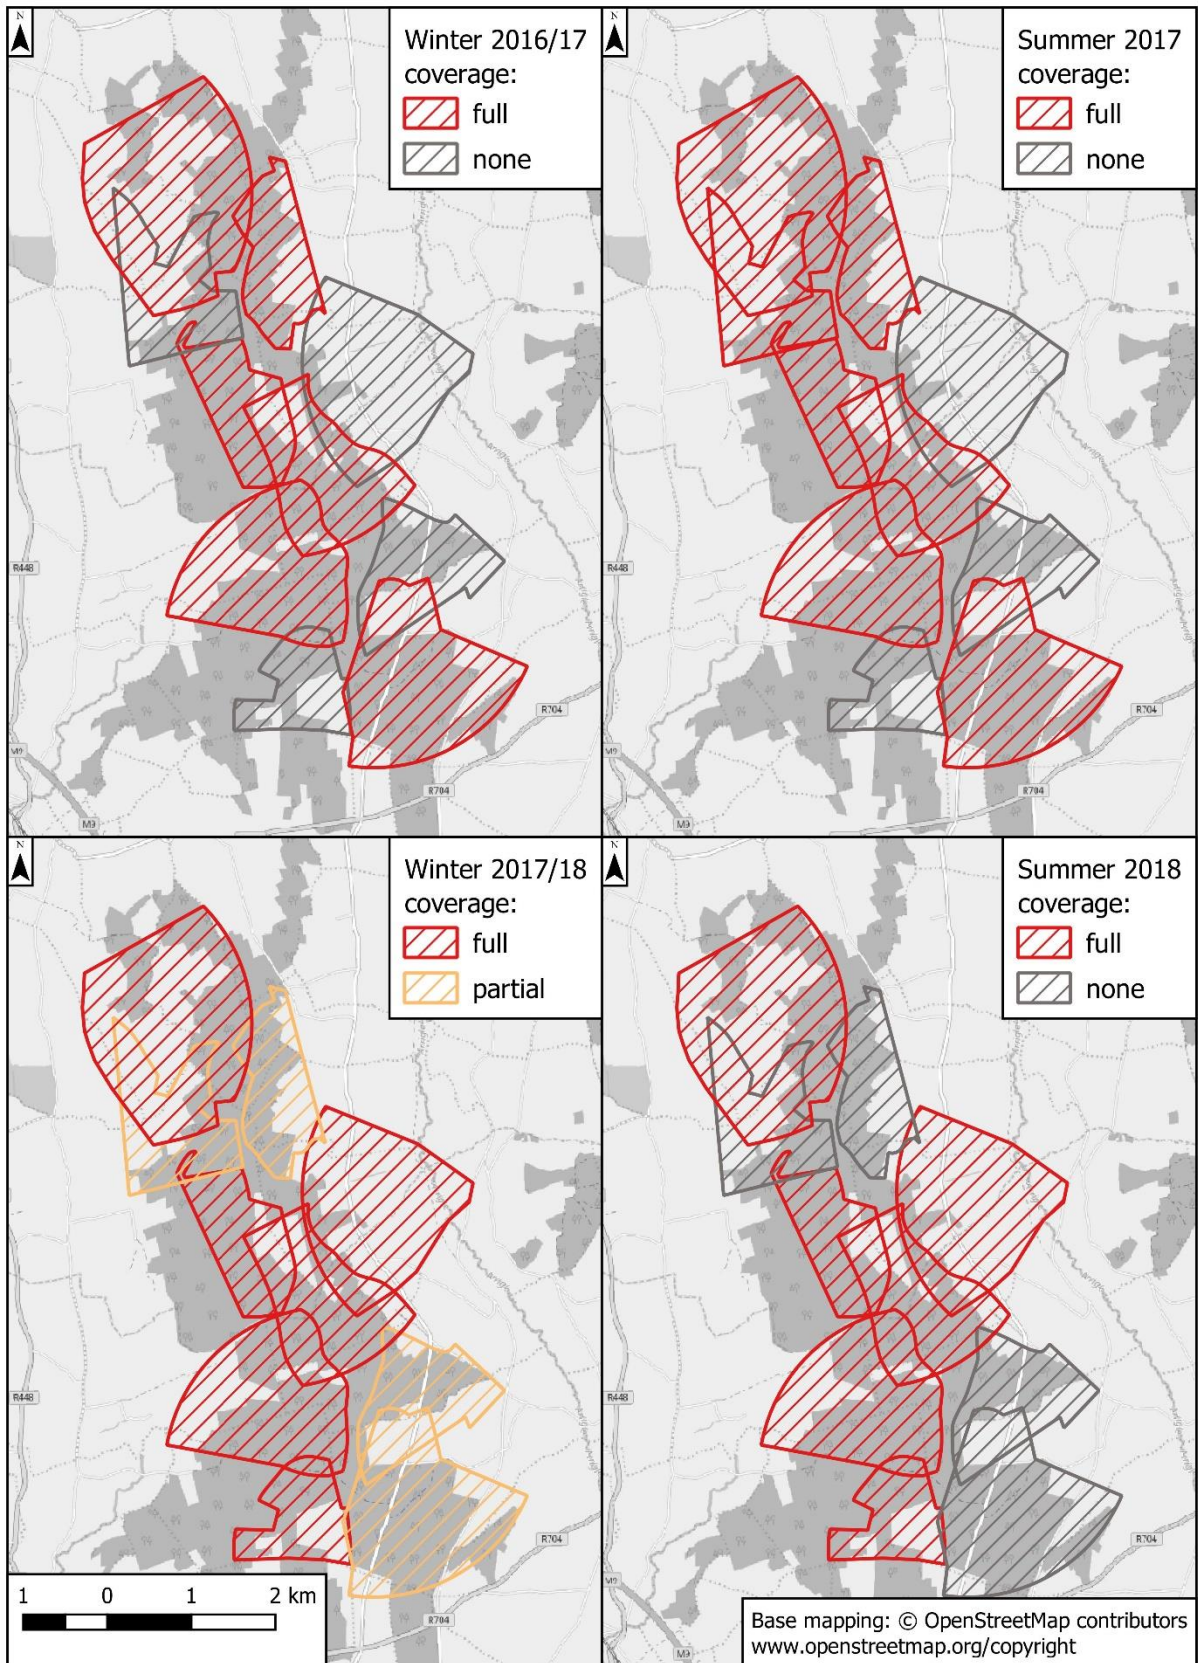 N
Winter 2016/17
coverage:
full
none
R448
M9
M9
R704
R704
N
Summer 2017
coverage:
full
none
R704
R704
M9
N
Winter 2017/18
coverage:
full
partial
R448
R704
R704
1 0 1 2 km
N
Summer 2018
coverage:
full
none
R704
M9
Base mapping: © OpenStreetMap contributors
www.openstreetmap.org/copyright